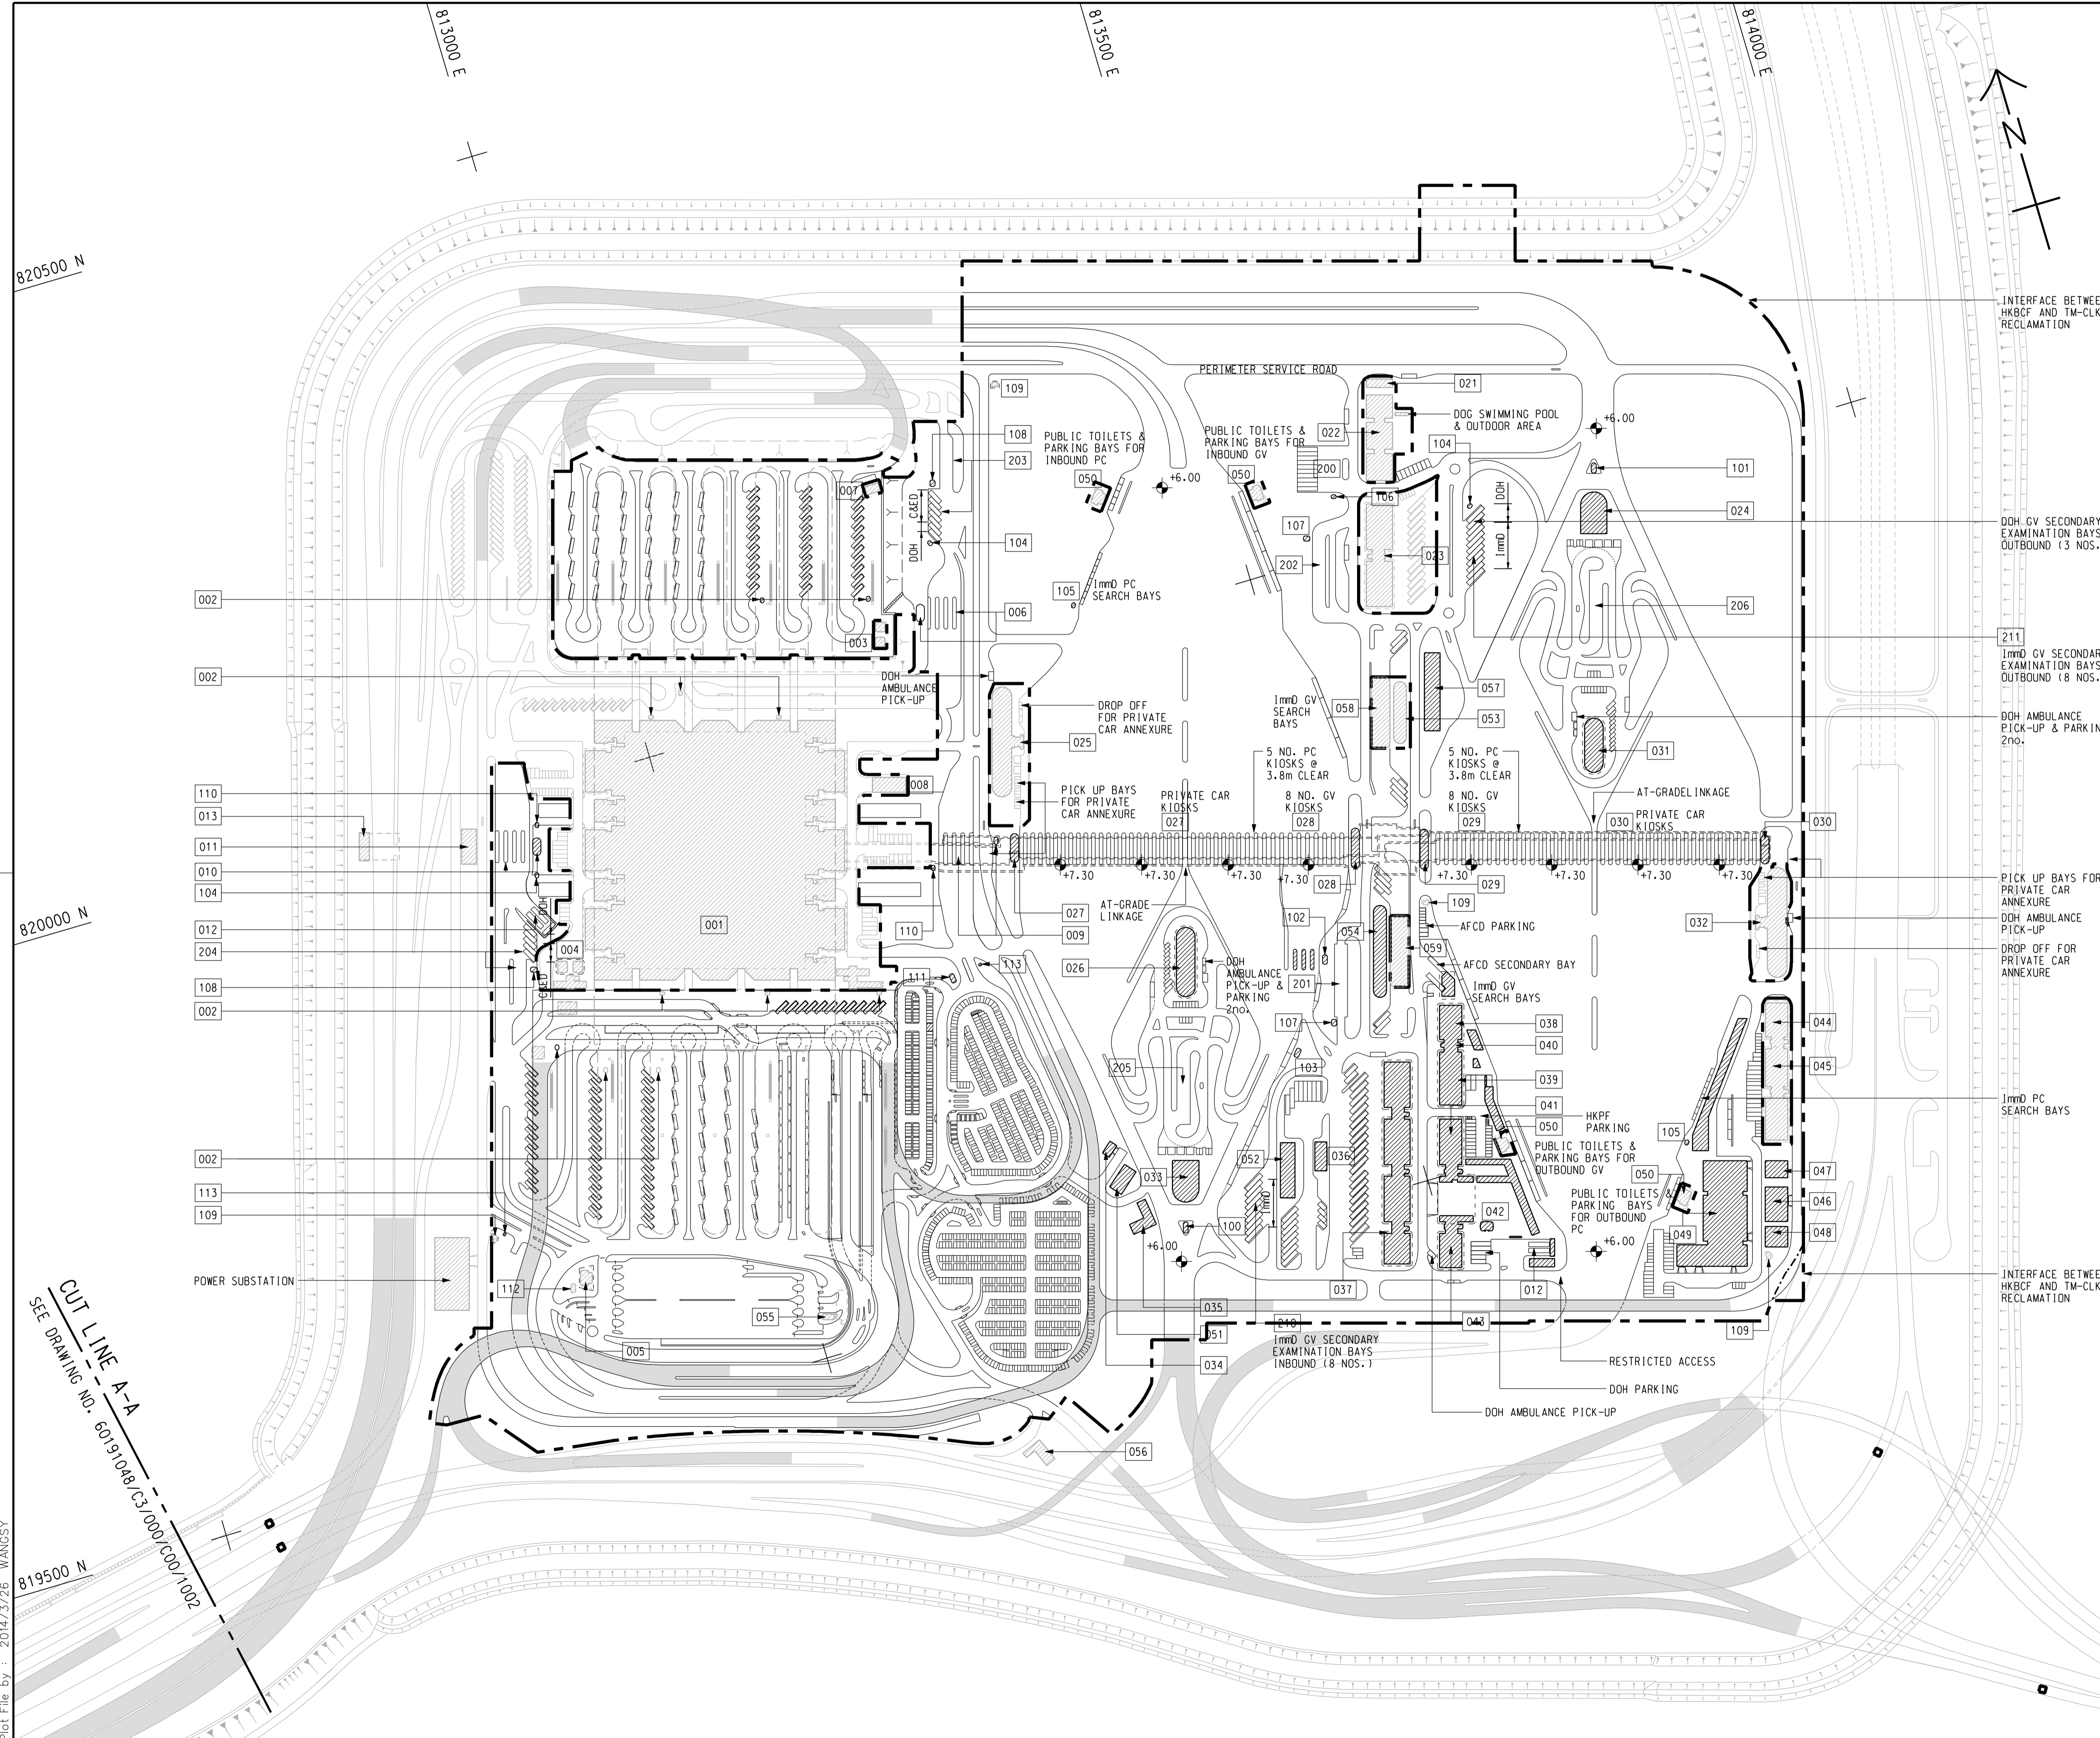 813000 E
813500 E
814000 E
N
820500 N
INTERFACE BETWEE
HKBCF AND TM-CLK
RECLAMATION
PERIMETER SERVICE ROAD
109
021
DOG SWIMMING POOL
& OUTDOOR AREA
+6.00
108
PUBLIC TOILETS &
PARKING BAYS FOR
INBOUND PC
PUBLIC TOILETS &
PARKING BAYS FOR
INBOUND GV
022
104
203
050
050
200
101
+6.00
007
C&ED
106
DOH
024
DOH GV SECONDARY
EXAMINATION BAYS
OUTBOUND (3 NOS.
107
104
DOH
ImmD
023
202
002
105
ImmD PC
SEARCH BAYS
006
206
003
211
ImmD GV SECONDAR
EXAMINATION BAYS
OUTBOUND (8 NOS.
002
DOH
AMBULANCE
PICK-UP
057
DROP OFF
FOR PRIVATE
CAR ANNEXURE
ImmD GV
SEARCH
BAYS
058
053
DOH AMBULANCE
PICK-UP & PARKIN
2no.
025
031
5 NO. PC
KIOSKS @
3.8m CLEAR
5 NO. PC
KIOSKS @
3.8m CLEAR
008
PICK UP BAYS
FOR PRIVATE
CAR ANNEXURE
PRIVATE CAR
KIOSKS
8 NO. GV
KIOSKS
8 NO. GV
KIOSKS
AT-GRADELINKAGE
PRIVATE CAR
KIOSKS
110
013
027
028
029
030
030
011
010
+7.30
+7.30
+7.30
+7.30
+7.30
+7.30
+7.30
+7.30
PICK UP BAYS FOR
PRIVATE CAR
ANNEXURE
104
028
029
DOH
AT-GRADE
LINKAGE
027
102
109
DOH AMBULANCE
PICK-UP
820000 N
012
001
110
009
054
AFCD PARKING
032
204
004
059
DROP OFF FOR
PRIVATE CAR
ANNEXURE
C&ED
111
113
026
DOH
AMBULANCE
PICK-UP &
PARKING
2no.
AFCD SECONDARY BAY
108
201
ImmD GV
SEARCH BAYS
002
107
038
044
040
103
205
039
045
041
ImmD PC
SEARCH BAYS
HKPF
PARKING
050
105
PUBLIC TOILETS &
PARKING BAYS FOR
OUTBOUND GV
002
052
036
033
050
047
113
ImmD
PUBLIC TOILETS &
PARKING BAYS
FOR OUTBOUND
PC
046
109
042
100
049
048
+6.00
+6.00
POWER SUBSTATION
INTERFACE BETWEE
HKBCF AND TM-CLK
RECLAMATION
112
037
012
035
055
210
043
109
051
005
ImmD GV SECONDARY
EXAMINATION BAYS
INBOUND (8 NOS.)
034
RESTRICTED ACCESS
DOH PARKING
DOH AMBULANCE PICK-UP
056
CUT LINE A-A
SEE DRAWING NO. 60191048/C3/000/C00/1002
819500 N
Plot File by : 2014/3/26 WANGSY